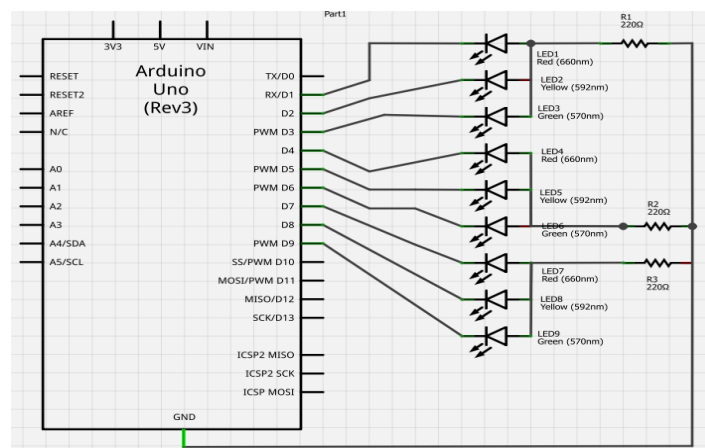 Part1
3V3 5V VIN
Arduino
Uno
(Rev3)
RESET
RESET2
AREF
N/C
A0
A1
A2
A3
A4/SDA
A5/SCL
TX/D0
RX/D1
D2
PWM D3
D4
PWM D5
PWM D6
D7
D8
PWM D9
SS/PWM D10
MOSI/PWM D11
MISO/D12
SCK/D13
ICSP2 MISO
ICSP2 SCK
ICSP MOSI
GND
LED1
Red (660nm)
LED2
Yellow (592nm)
LED3
Green (570nm)
LED4
Red (660nm)
LED5
Yellow (592nm)
LED6
Green (570nm)
LED7
Red (660nm)
LED8
Yellow (592nm)
LED9
Green (570nm)
R1
220Ω
R2
220Ω
R3
220Ω